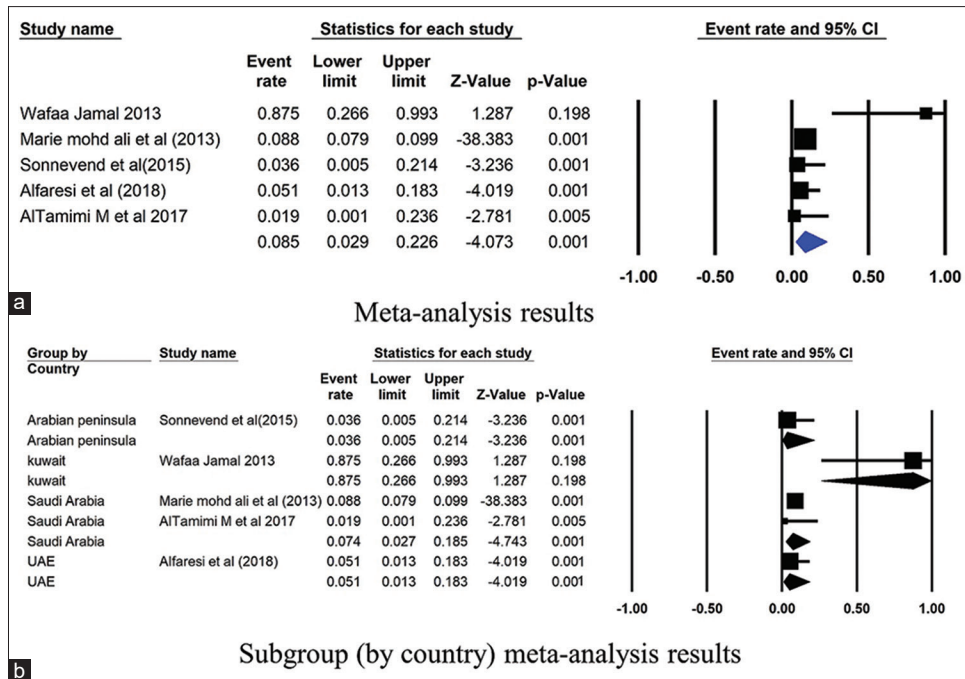 Study name Statistics for each study Event rate and 95% CI
Event rate Lower limit Upper limit Z-Value p-Value
Wafaa Jamal 2013 0.875 0.266 0.993 1.287 0.198
Marie mohd ali et al (2013) 0.088 0.079 0.099 -38.383 0.001
Sonnevend et al(2015) 0.036 0.005 0.214 -3.236 0.001
Alfaresi et al (2018) 0.051 0.013 0.183 -4.019 0.001
AlTamimi M et al 2017 0.019 0.001 0.236 -2.781 0.005
0.085 0.029 0.226 -4.073 0.001
-1.00 -0.50 0.00 0.50 1.00
a
Meta-analysis results
Group by Country Study name Statistics for each study Event rate and 95% CI
Event rate Lower limit Upper limit Z-Value p-Value
Arabian peninsula Sonnevend et al(2015) 0.036 0.005 0.214 -3.236 0.001
Arabian peninsula 0.036 0.005 0.214 -3.236 0.001
kuwait Wafaa Jamal 2013 0.875 0.266 0.993 1.287 0.198
kuwait 0.875 0.266 0.993 1.287 0.198
Saudi Arabia Marie mohd ali et al (2013) 0.088 0.079 0.099 -38.383 0.001
Saudi Arabia AlTamimi M et al 2017 0.019 0.001 0.236 -2.781 0.005
Saudi Arabia 0.074 0.027 0.185 -4.743 0.001
UAE Alfaresi et al (2018) 0.051 0.013 0.183 -4.019 0.001
UAE 0.051 0.013 0.183 -4.019 0.001
-1.00 -0.50 0.00 0.50 1.00
b
Subgroup (by country) meta-analysis results